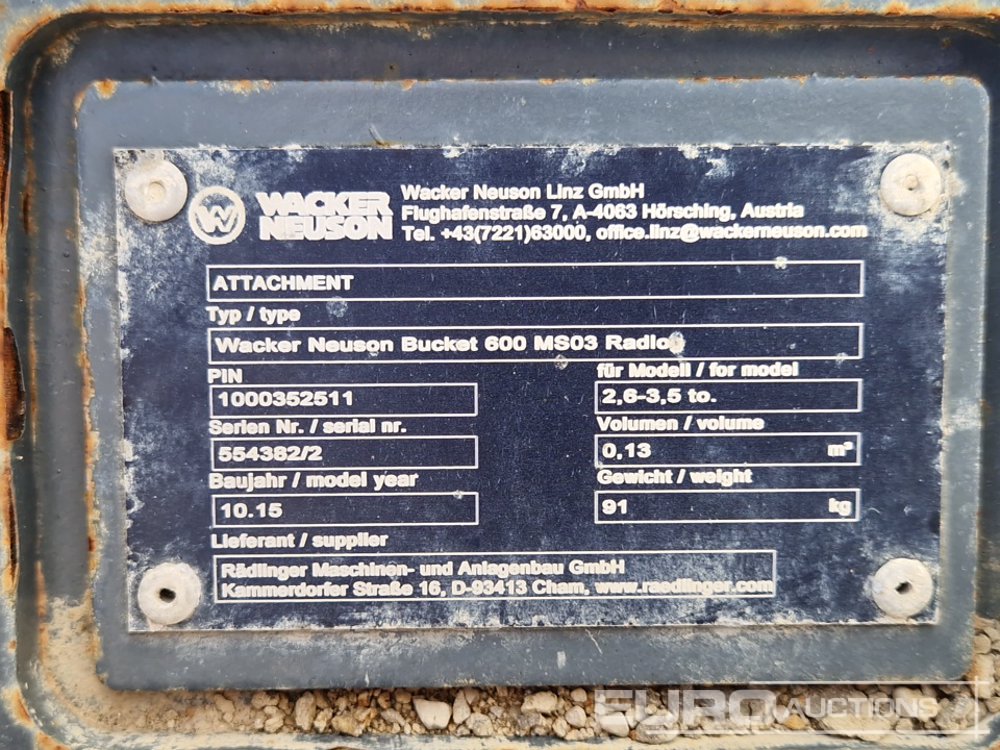 WACKER
NEUSON
Wacker Neuson Linz GmbH
Flughafenstraße 7, A-4063 Hörsching, Austria
Tel. +43(7221)63000, office.linz@wackerneuson.com
ATTACHMENT
Typ / type
Wacker Neuson Bucket 600 MS03 Radlog
PIN
1000352511
für Modell / for model
2,6-3,5 to.
Serien Nr. / serial nr.
554382/2
Volumen / volume
0,13 m³
Baujahr / model year
10.15
Gewicht / weight
91 kg
Lieferant / supplier
Rädlinger Maschinen- und Anlagenbau GmbH
Kammerdorfer Straße 16, D-93413 Cham, www.raedlinger.com
EURO AUCTIONS